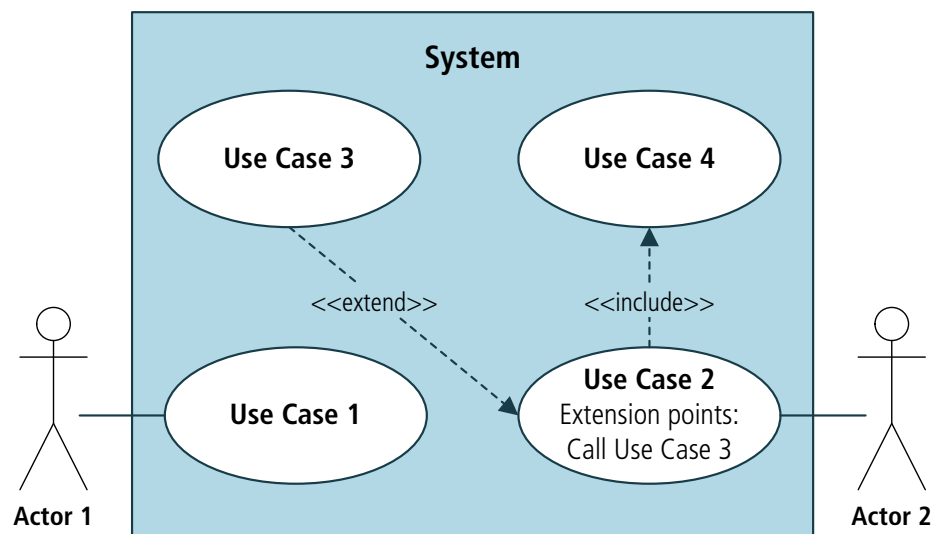 System
Use Case 3
Use Case 4
<<extend>>
<<include>>
Use Case 1
Use Case 2
Extension points:
Call Use Case 3
Actor 1
Actor 2